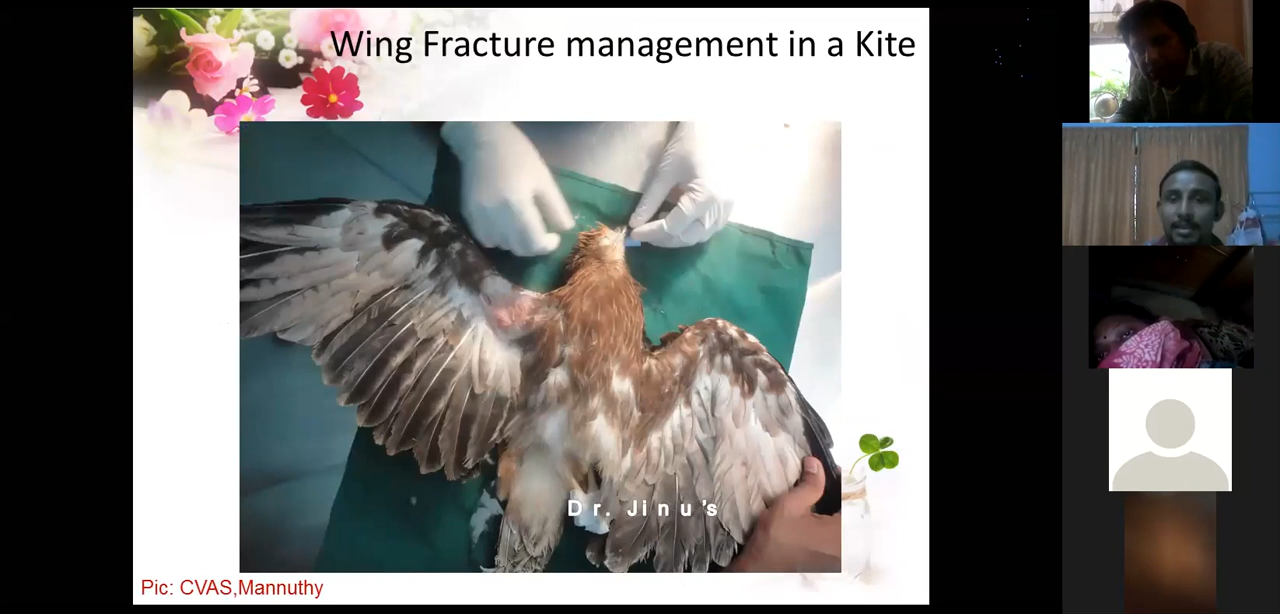 Wing Fracture management in a Kite
Dr. Jinu's
Pic: CVAS,Mannuthy